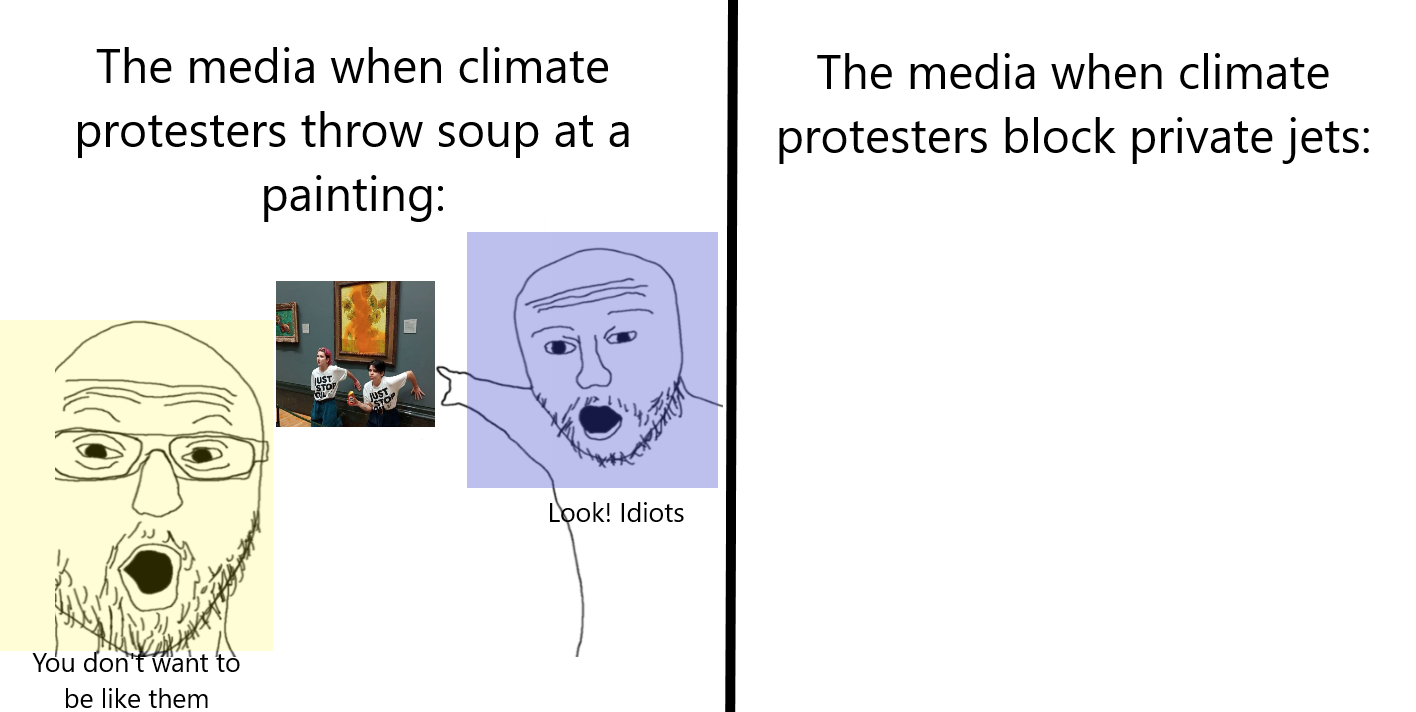 The media when climate
protesters throw soup at a
painting:
JUST
STOP
OIL
JUST
STOP
OIL
Look! Idiots
You don't want to
be like them
The media when climate
protesters block private jets: